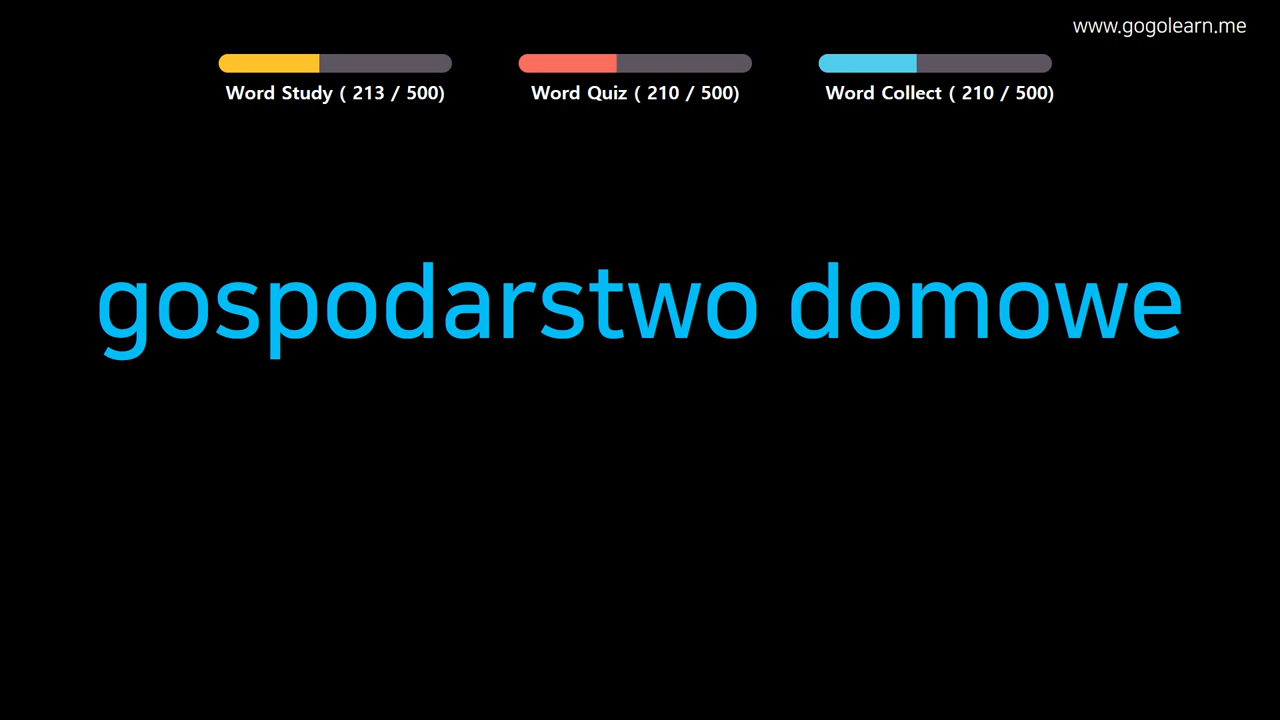 www.gogolearn.me
Word Study ( 213 / 500)
Word Quiz ( 210 / 500)
Word Collect ( 210 / 500)
gospodarstwo domowe